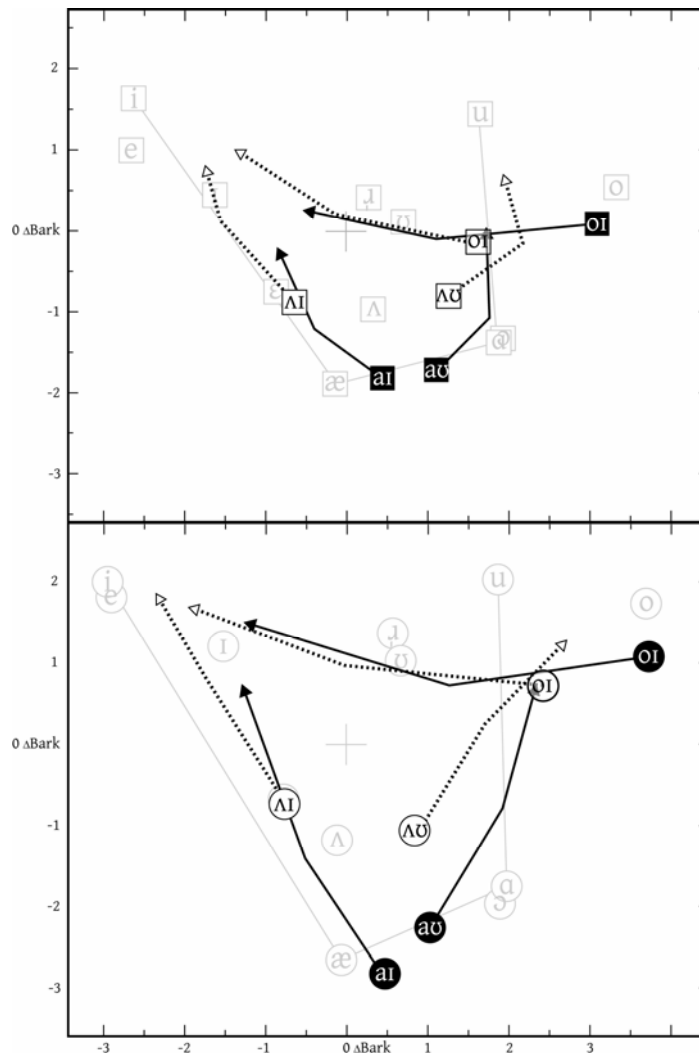 2
i u
1 e
o
ɹ̩ ʊ
0 ΔBark oɪ oɪ
ɛ ʌɪ ʌʊ
-1 ʌ
ɑ
-2 æ aɪ aʊ
-3
2 i u
e o
ɹ̩
1 ɪ ʊ oɪ
oɪ
0 ΔBark
ʌɪ
-1 ʌʊ
ʌ
ɑ
-2 ɔ
aʊ
æ aɪ
-3
-3 -2 -1 0 ΔBark 1 2 3